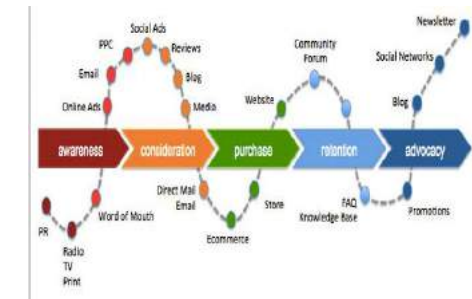 Newsletter
Social Ads
PPC
Reviews
Community
Forum
Social Networks
Email
Blog
Online Ads
Media
Website
Blog
awareness
consideration
purchase
retention
advocacy
Direct Mail
Email
Store
FAQ
Knowledge Base
Promotions
PR
Word of Mouth
Ecommerce
Radio
TV
Print